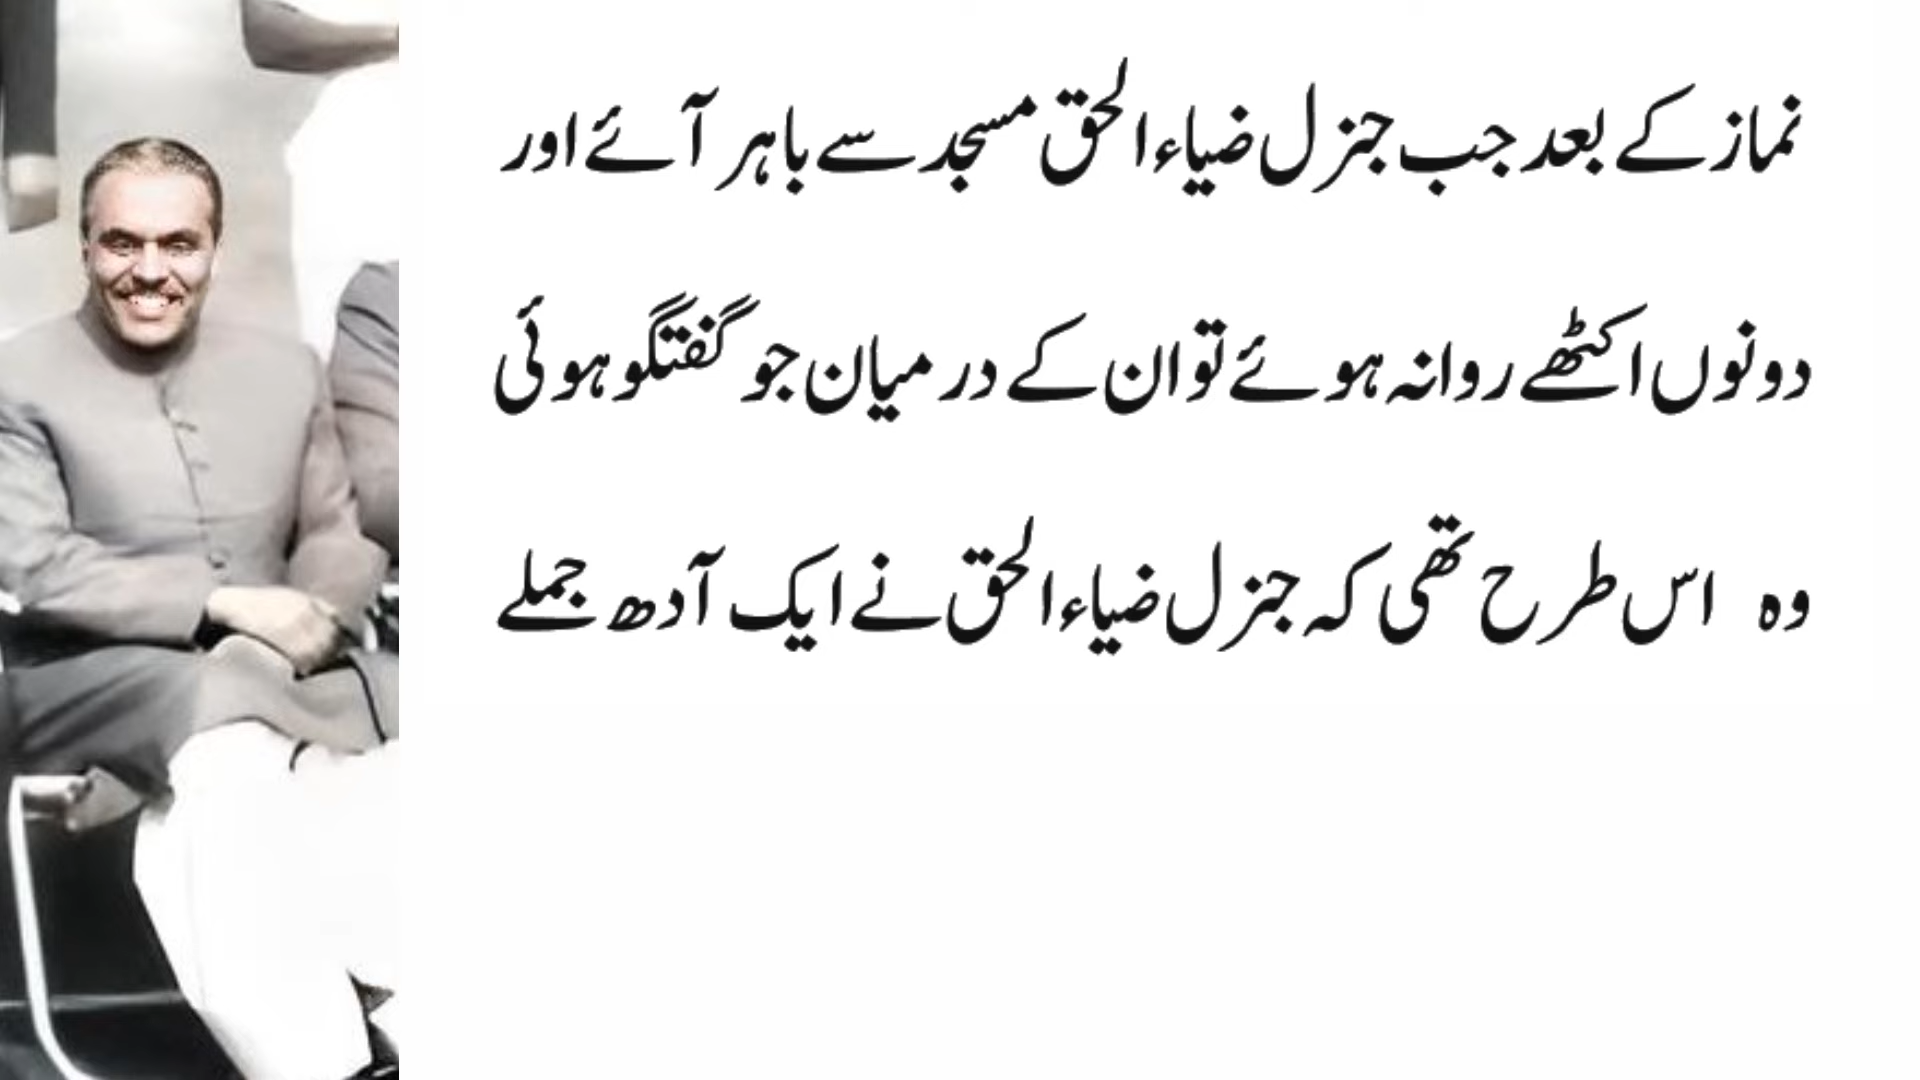 نماز کے بعد جب جنرل ضیاء الحق مسجد سے باہر آئے اور
دونوں اکٹھے روانہ ہوئے تو ان کے درمیان جو گفتگو ہوئی
وہ اس طرح تھی کہ جنرل ضیاء الحق نے ایک آدھ جملے